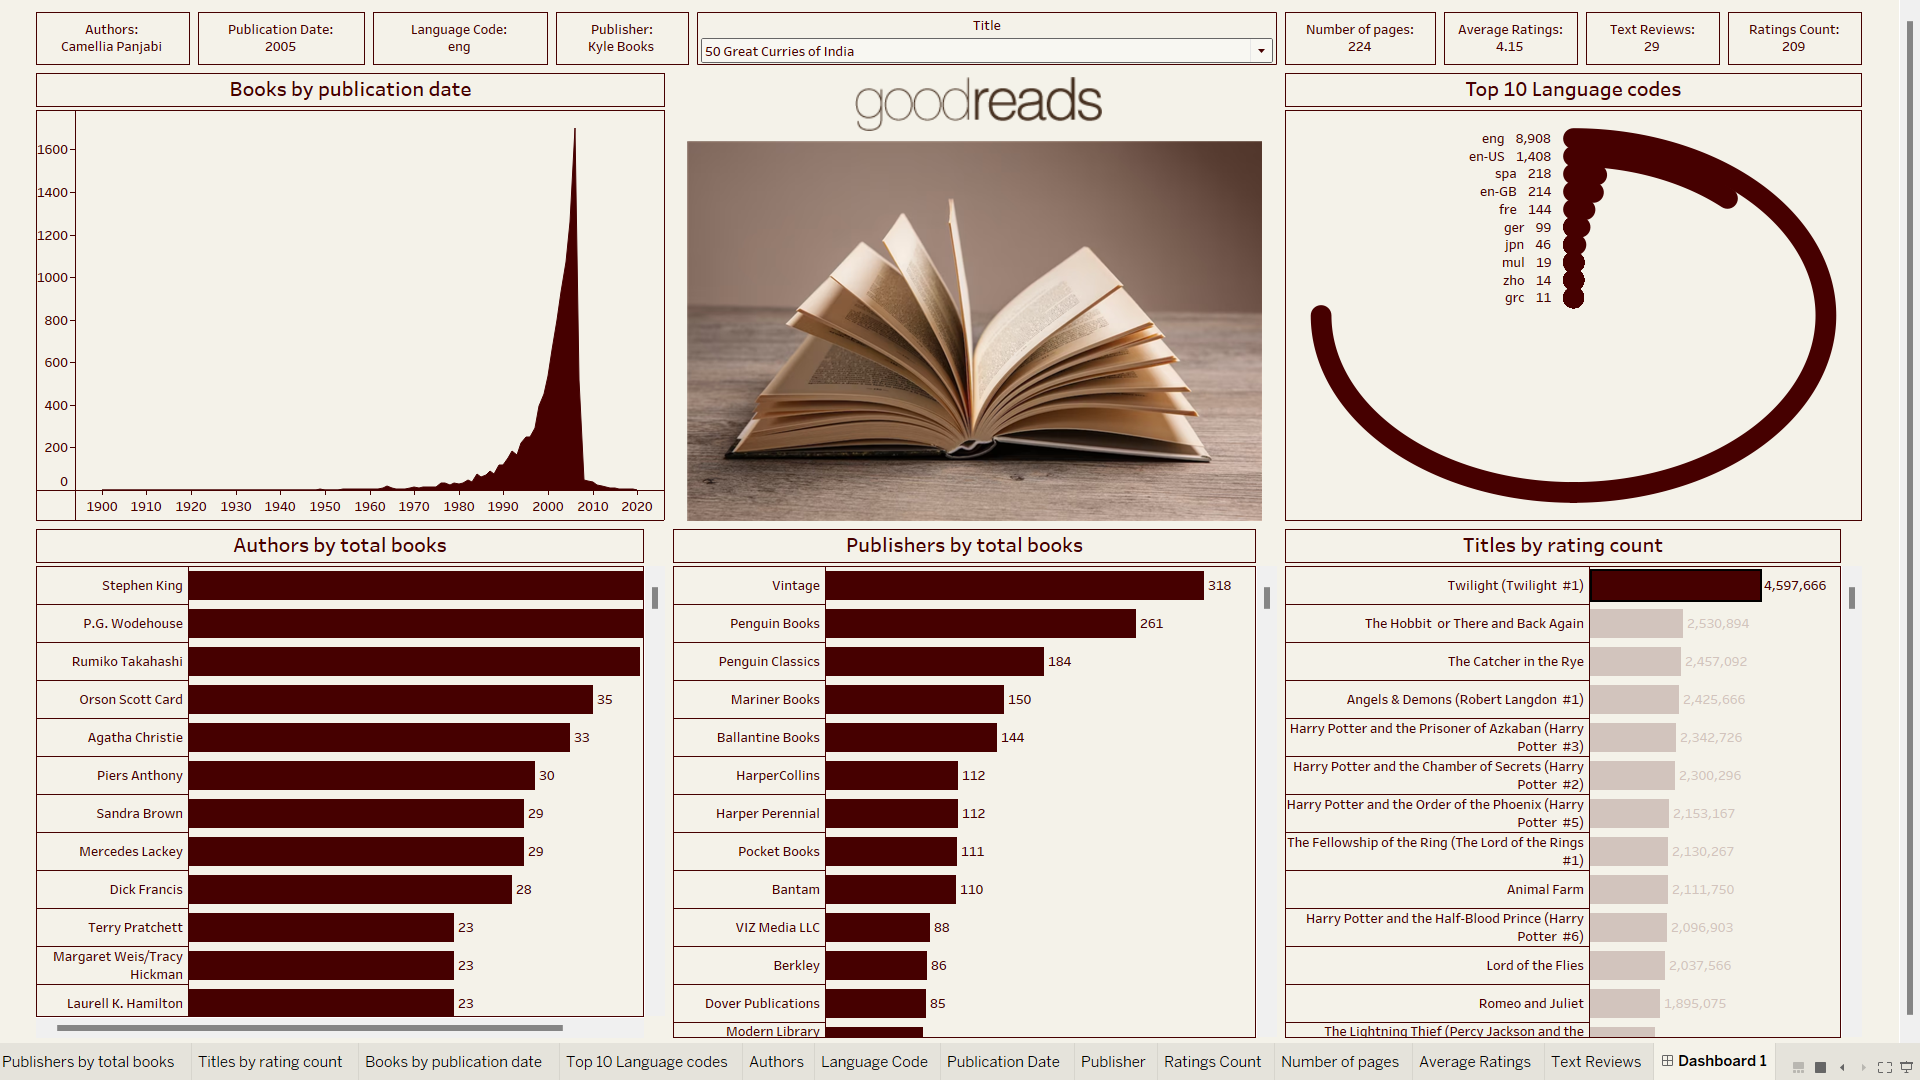 Authors:
Camellia Panjabi
Publication Date:
2005
Language Code:
eng
Publisher:
Kyle Books
Title
50 Great Curries of India
Number of pages:
224
Average Ratings:
4.15
Text Reviews:
29
Ratings Count:
209
Books by publication date
1600
1400
1200
1000
800
600
400
200
0
1900 1910 1920 1930 1940 1950 1960 1970 1980 1990 2000 2010 2020
goodreads
Top 10 Language codes
eng 8,908
en-US 1,408
spa 218
en-GB 214
fre 144
ger 99
jpn 46
mul 19
zho 14
grc 11
Authors by total books
Stephen King
P.G. Wodehouse
Rumiko Takahashi
Orson Scott Card 35
Agatha Christie 33
Piers Anthony 30
Sandra Brown 29
Mercedes Lackey 29
Dick Francis 28
Terry Pratchett 23
Margaret Weis/Tracy
Hickman 23
Laurell K. Hamilton 23
Publishers by total books
Vintage 318
Penguin Books 261
Penguin Classics 184
Mariner Books 150
Ballantine Books 144
HarperCollins 112
Harper Perennial 112
Pocket Books 111
Bantam 110
VIZ Media LLC 88
Berkley 86
Dover Publications 85
Modern Library
Titles by rating count
Twilight (Twilight #1) 4,597,666
The Hobbit or There and Back Again 2,530,894
The Catcher in the Rye 2,457,092
Angels & Demons (Robert Langdon #1) 2,425,666
Harry Potter and the Prisoner of Azkaban (Harry
Potter #3) 2,342,726
Harry Potter and the Chamber of Secrets (Harry
Potter #2) 2,300,296
Harry Potter and the Order of the Phoenix (Harry
Potter #5) 2,153,167
The Fellowship of the Ring (The Lord of the Rings
#1) 2,130,267
Animal Farm 2,111,750
Harry Potter and the Half-Blood Prince (Harry
Potter #6) 2,096,903
Lord of the Flies 2,037,566
Romeo and Juliet 1,895,075
The Lightning Thief (Percy Jackson and the
Publishers by total books Titles by rating count Books by publication date Top 10 Language codes Authors Language Code Publication Date Publisher Ratings Count Number of pages Average Ratings Text Reviews Dashboard 1